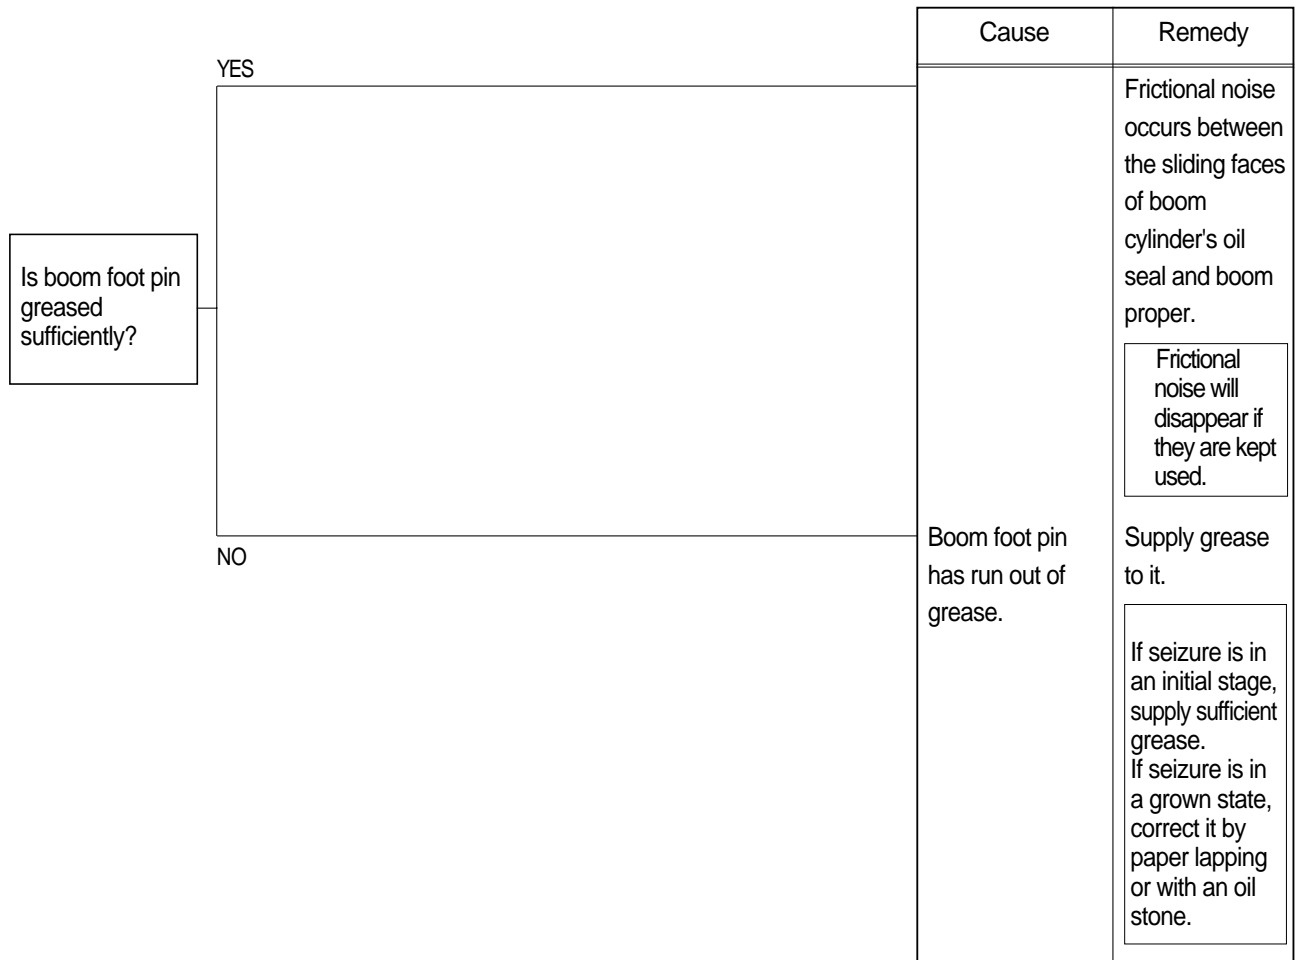 Cause
Remedy
YES
Frictional noise
occurs between
the sliding faces
of boom
cylinder's oil
seal and boom
proper.
Frictional
noise will
disappear if
they are kept
used.
Is boom foot pin
greased
sufficiently?
NO
Boom foot pin
has run out of
grease.
Supply grease
to it.
If seizure is in
an initial stage,
supply sufficient
grease.
If seizure is in
a grown state,
correct it by
paper lapping
or with an oil
stone.